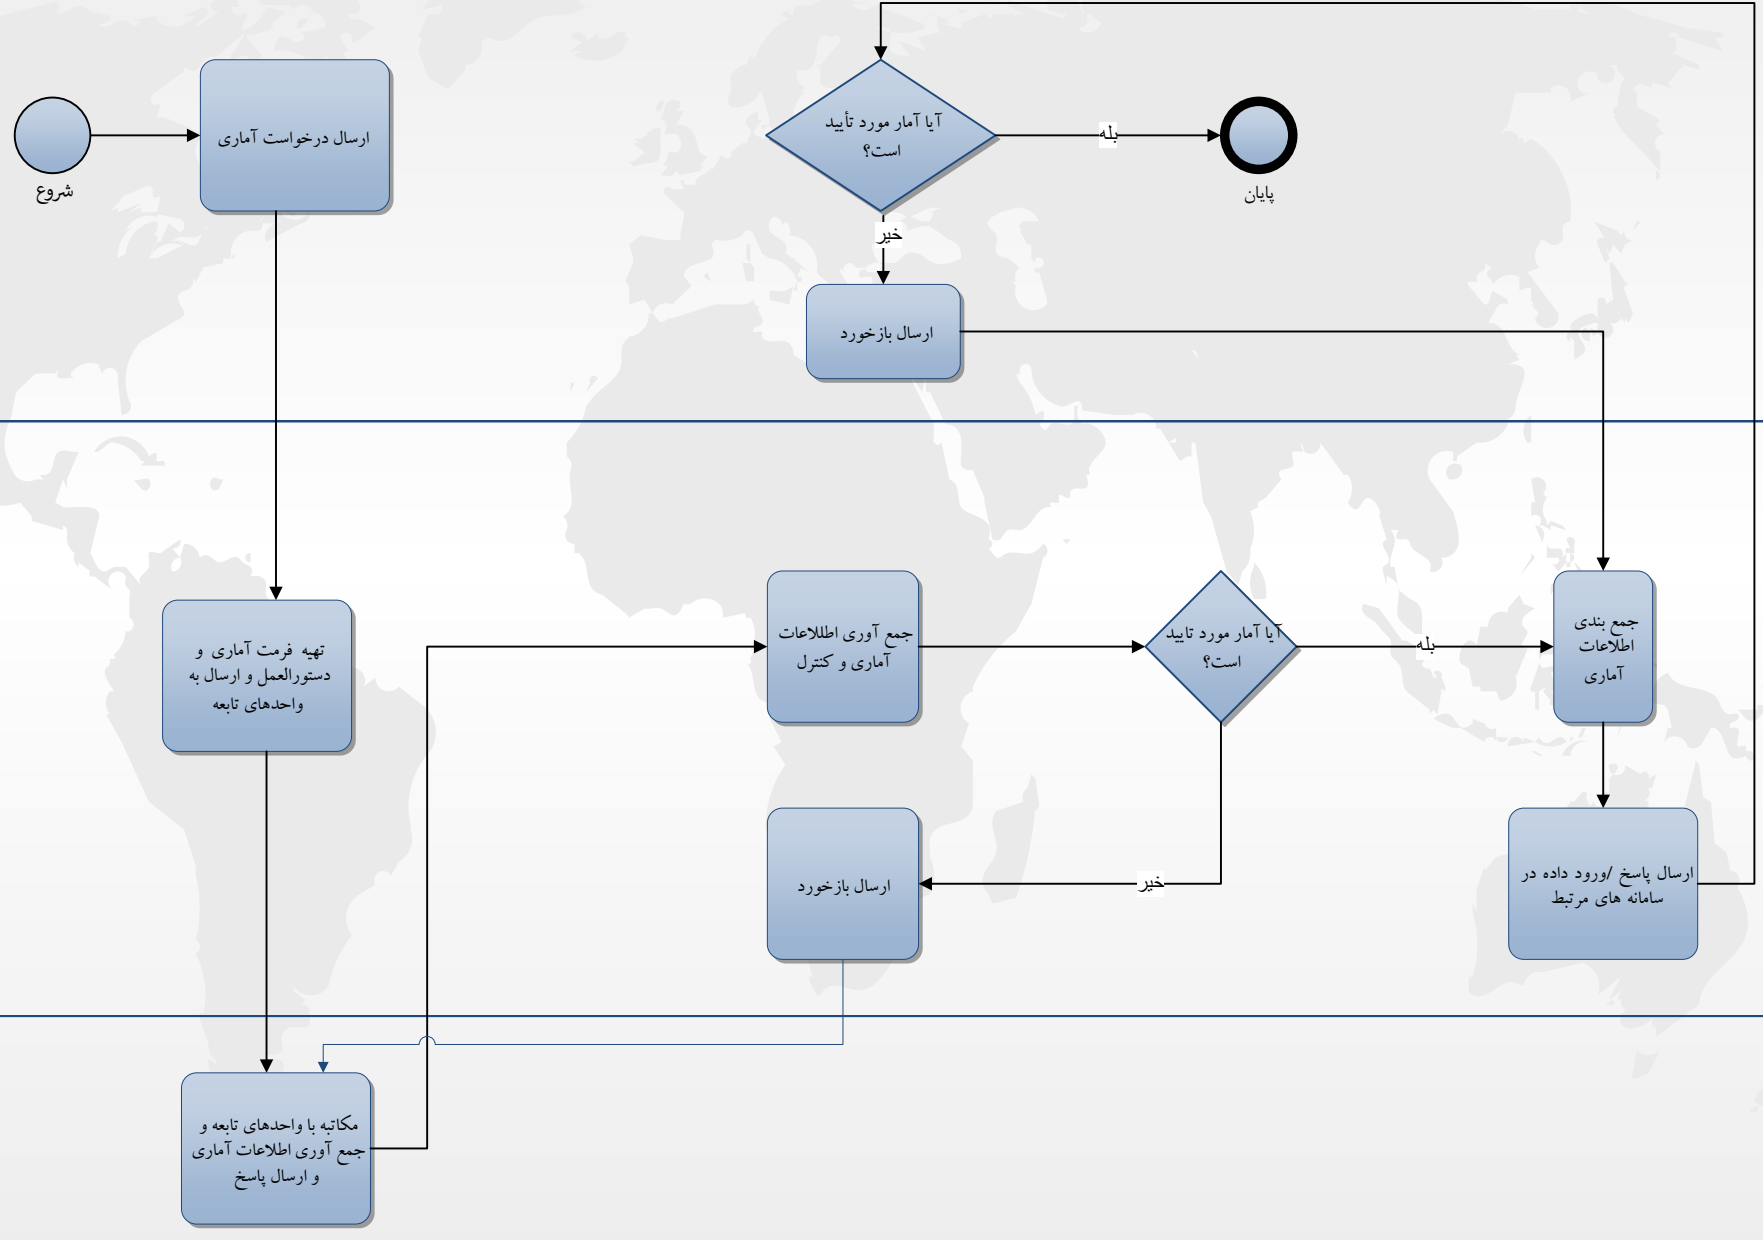 شروع
ارسال درخواست آماری
آیا آمار مورد تأیید
است؟
بله
پایان
خیر
ارسال بازخورد
تهیه فرمت آماری و
دستورالعمل و ارسال به
واحدهای تابعه
جمع آوری اطللاعات
آماری و کنترل
آیا آمار مورد تایید
است؟
بله
جمع بندی
اطلاعات
آماری
ارسال بازخورد
خیر
ارسال پاسخ /ورود داده در
سامانه های مرتبط
مکاتبه با واحدهای تابعه و
جمع آوری اطلاعات آماری
و ارسال پاسخ